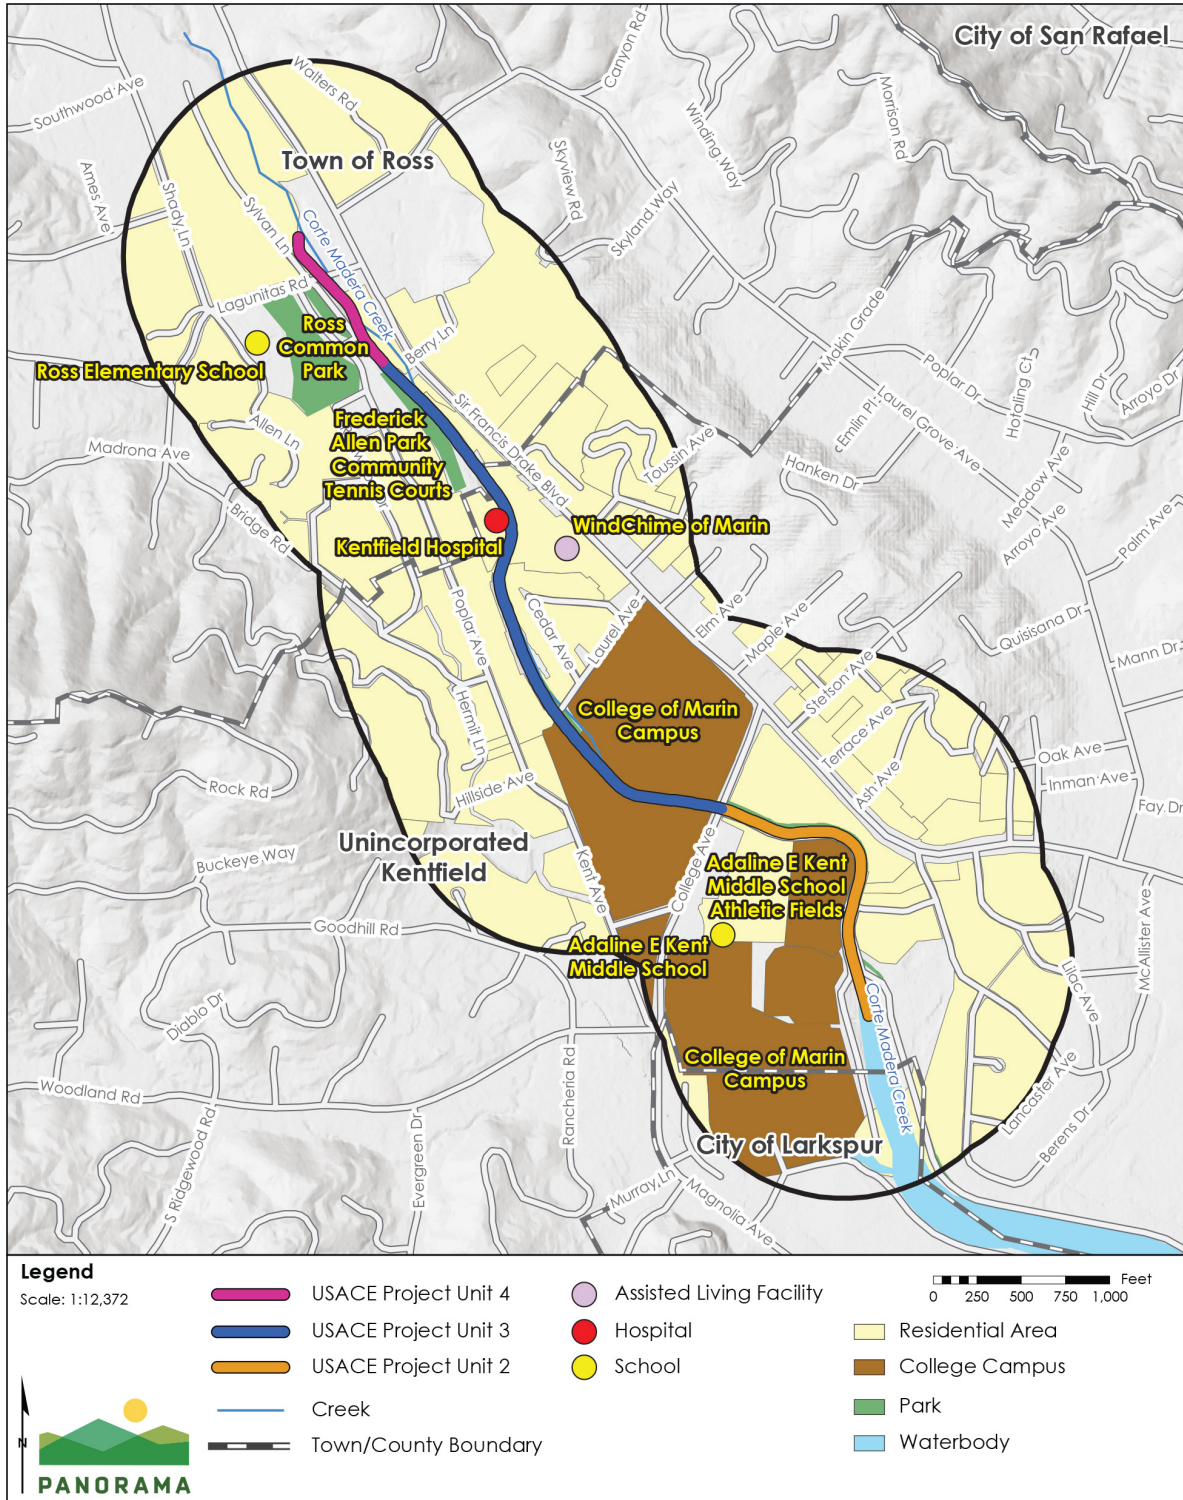 City of San Rafael
Canyon Rd
Walters Rd
Southwood Ave
Morrison Rd
Winding Way
Town of Ross
Skyview Rd
Ames Ave
Shady Ln
Sylvan Ln
Skyland Way
Corte Madera Creek
Lagunitas Rd
Ross
Common
Park
Berry Ln
Makin Grade
Ross Elementary School
Poplar Dr
Hotaling Ct
Hill Dr
Arroyo Dr
Sir Francis Drake Blvd
Emlin Pl
Laurel Grove Ave
Frederick
Allen Park
Community
Tennis Courts
Allen Ln
Toussin Ave
Madrona Ave
Hanken Dr
Meadow Ave
Bridge Rd
WindChime of Marin
Arroyo Ave
Palm Ave
Kentfield Hospital
Poplar Ave
Cedar Ave
Laurel Ave
Elm Ave
Maple Ave
Quisisana Dr
Mann Dr
Stetson Ave
Hermit Ln
College of Marin
Campus
Terrace Ave
Oak Ave
Ash Ave
Inman Ave
Rock Rd
Hillside Ave
Fay Dr
Unincorporated
Kentfield
Buckeye Way
Kent Ave
College Ave
Adaline E Kent
Middle School
Athletic Fields
McAllister Ave
Goodhill Rd
Adaline E Kent
Middle School
Lilac Ave
Diablo Dr
Corte Madera Creek
College of Marin
Campus
Woodland Rd
Rancheria Rd
Lancaster Ave
S Ridgewood Rd
Evergreen Dr
City of Larkspur
Berens Dr
Murray Ln
Magnolia Ave
Legend
Scale: 1:12,372
USACE Project Unit 4
USACE Project Unit 3
USACE Project Unit 2
Creek
Town/County Boundary
Assisted Living Facility
Hospital
School
Feet
0 250 500 750 1,000
Residential Area
College Campus
Park
Waterbody
N
PANORAMA